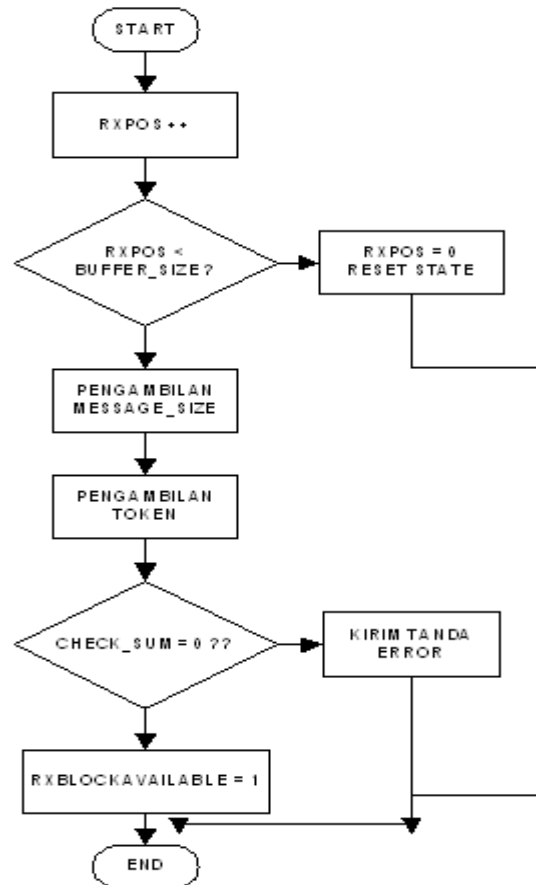 START
RXPOS++
RXPOS <
BUFFER_SIZE?
RXPOS = 0
RESET STATE
PENGAMBILAN
MESSAGE_SIZE
PENGAMBILAN
TOKEN
CHECK_SUM = 0 ??
KIRIM TANDA
ERROR
RXBLOCKAVAILABLE = 1
END